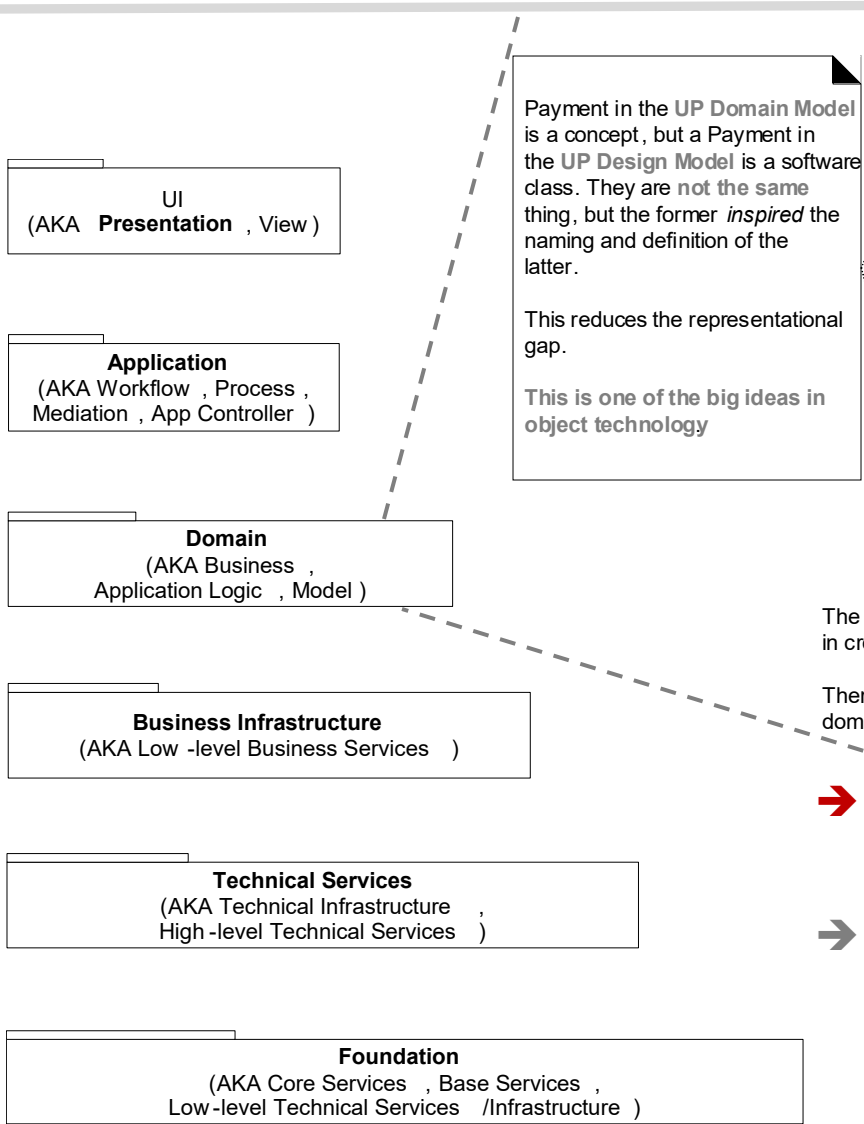 Payment in the UP Domain Model
is a concept, but a Payment in
the UP Design Model is a software
class. They are not the same
thing, but the former inspired the
naming and definition of the
latter.
This reduces the representational
gap.
This is one of the big ideas in
object technology.
UI
(AKA Presentation , View )
Application
(AKA Workflow , Process ,
Mediation , App Controller )
Domain
(AKA Business ,
Application Logic , Model )
The
in
Business Infrastructure
(AKA Low -level Business Services )
Technical Services
(AKA Technical Infrastructure ,
High -level Technical Services )
Foundation
(AKA Core Services , Base Services ,
Low -level Technical Services /Infrastructure )